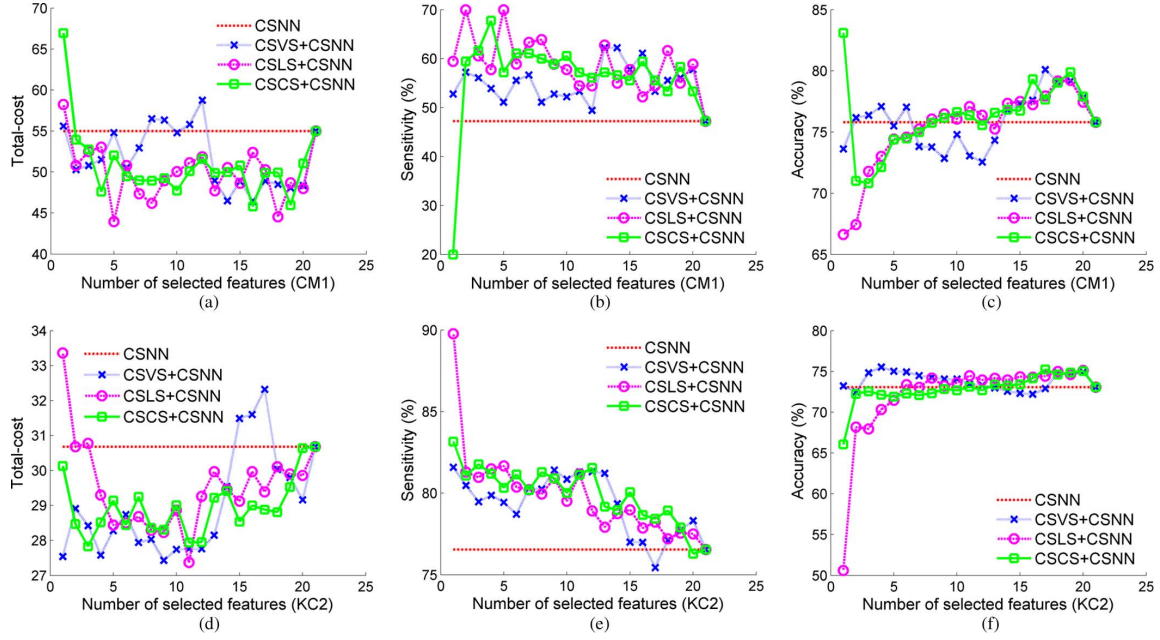 70
65
60
55
50
45
40
0
5
10
15
20
25
Total-cost
CSNN
CSVS+CSNN
CSLS+CSNN
CSCS+CSNN
Number of selected features (CM1)
(a)
70
60
50
40
30
20
0
5
10
15
20
25
Sensitivity (%)
CSNN
CSVS+CSNN
CSLS+CSNN
CSCS+CSNN
Number of selected features (CM1)
(b)
85
80
75
70
65
0
5
10
15
20
25
Accuracy (%)
CSNN
CSVS+CSNN
CSLS+CSNN
CSCS+CSNN
Number of selected features (CM1)
(c)
34
33
32
31
30
29
28
27
0
5
10
15
20
25
Total-cost
CSNN
CSVS+CSNN
CSLS+CSNN
CSCS+CSNN
Number of selected features (KC2)
(d)
90
85
80
75
0
5
10
15
20
25
Sensitivity (%)
CSNN
CSVS+CSNN
CSLS+CSNN
CSCS+CSNN
Number of selected features (KC2)
(e)
80
75
70
65
60
55
50
0
5
10
15
20
25
Accuracy (%)
CSNN
CSVS+CSNN
CSLS+CSNN
CSCS+CSNN
Number of selected features (KC2)
(f)